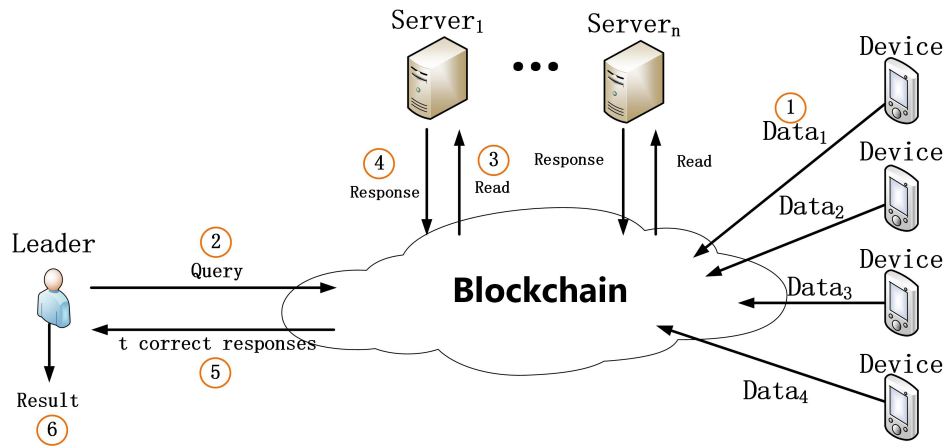 Server₁
Server ₙ
Device
①
Data₁
Device
④
③
Response
Read
Response
Read
Data₂
Leader
②
Query
Device
Blockchain
Data₃
t correct responses
⑤
Device
Result
Data₄
⑥